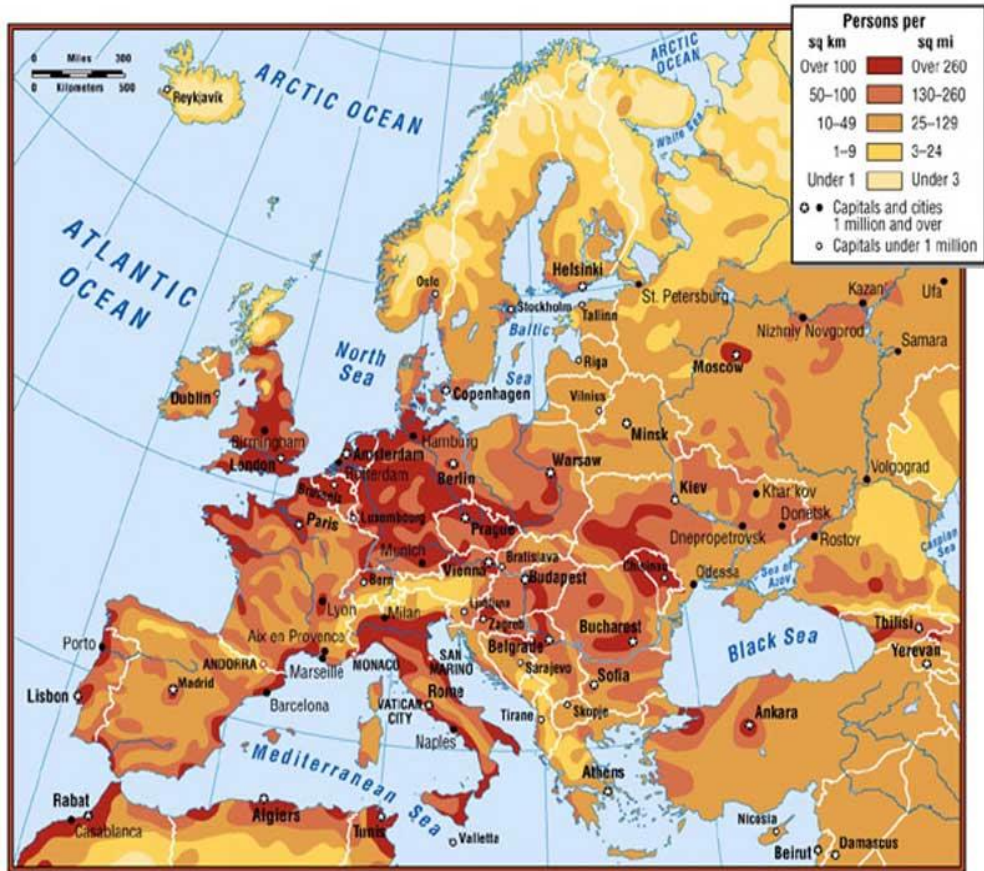 Persons per
sq km sq mi
Over 100 Over 260
50–100 130–260
10–49 25–129
1–9 3–24
Under 1 Under 3
Capitals and cities
1 million and over
Capitals under 1 million
0 Miles 300
0 Kilometers 500
ARCTIC OCEAN
ARCTIC
OCEAN
Reykjavík
White Sea
ATLANTIC
OCEAN
Oslo
Helsinki
St. Petersburg
Stockholm
Tallinn
Baltic
Sea
Kazan'
Ufa
Nizhniy Novgorod
Samara
Moscow
North
Sea
Riga
Copenhagen
Vilnius
Dublin
Minsk
Birmingham
Hamburg
London
Amsterdam
Rotterdam
Berlin
Warsaw
Volgograd
Brussels
Kiev
Khar'kov
Paris
Luxembourg
Prague
Donetsk
Dnepropetrovsk
Rostov
Caspian
Sea
Munich
Vienna
Bratislava
Chisinau
Sea of
Azov
Bern
Budapest
Odessa
Lyon
Milan
Ljubljana
Zagreb
Bucharest
Tbilisi
Porto
Aix en Provence
Belgrade
Black Sea
Yerevan
ANDORRA
Marseille
MONACO
SAN
MARINO
Sarajevo
Sofia
Madrid
Lisbon
Barcelona
VATICAN
CITY
Rome
Skopje
Tirane
Ankara
Naples
Mediterranean Sea
Athens
Rabat
Casablanca
Algiers
Tunis
Valletta
Nicosia
Beirut
Damascus